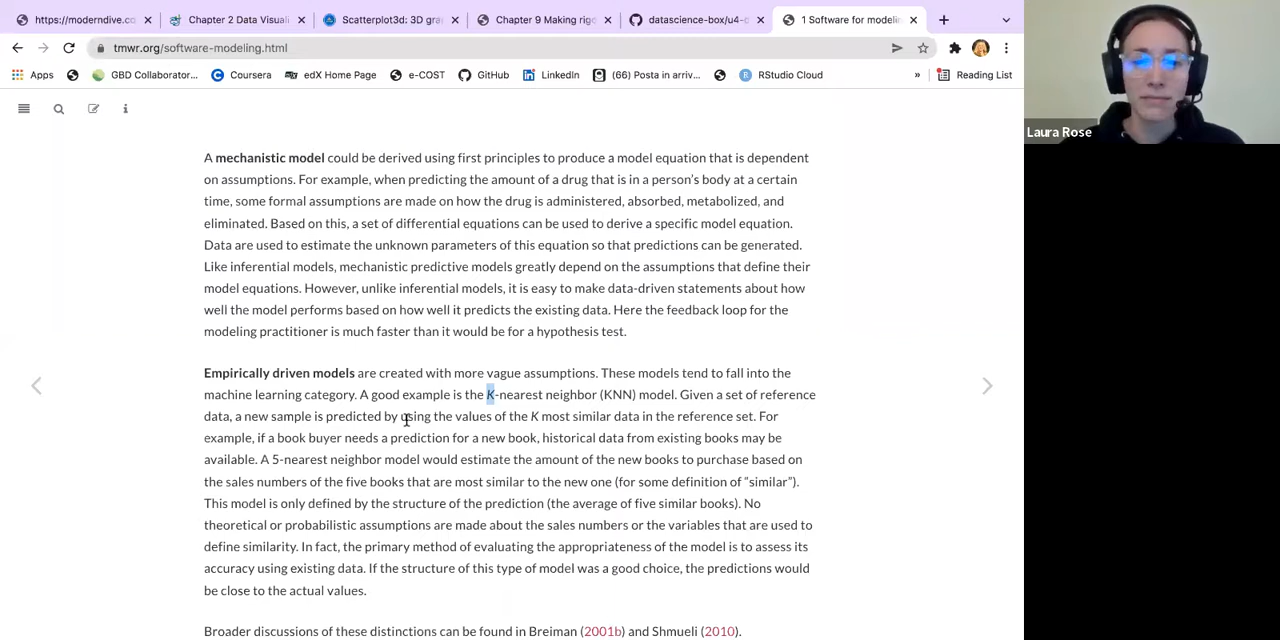 https://moderndive.co
Chapter 2 Data Visuali
Scatterplot3d: 3D gra
Chapter 9 Making rigo
datascience-box/u4-d
1 Software for modelin
tmwr.org/software-modeling.html
Apps
GBD Collaborator...
Coursera
edX Home Page
e-COST
GitHub
LinkedIn
(66) Posta in arriv...
RStudio Cloud
»
Reading List
Laura Rose
A mechanistic model could be derived using first principles to produce a model equation that is dependent
on assumptions. For example, when predicting the amount of a drug that is in a person's body at a certain
time, some formal assumptions are made on how the drug is administered, absorbed, metabolized, and
eliminated. Based on this, a set of differential equations can be used to derive a specific model equation.
Data are used to estimate the unknown parameters of this equation so that predictions can be generated.
Like inferential models, mechanistic predictive models greatly depend on the assumptions that define their
model equations. However, unlike inferential models, it is easy to make data-driven statements about how
well the model performs based on how well it predicts the existing data. Here the feedback loop for the
modeling practitioner is much faster than it would be for a hypothesis test.
Empirically driven models are created with more vague assumptions. These models tend to fall into the
machine learning category. A good example is the K-nearest neighbor (KNN) model. Given a set of reference
data, a new sample is predicted by using the values of the K most similar data in the reference set. For
example, if a book buyer needs a prediction for a new book, historical data from existing books may be
available. A 5-nearest neighbor model would estimate the amount of the new books to purchase based on
the sales numbers of the five books that are most similar to the new one (for some definition of “similar”).
This model is only defined by the structure of the prediction (the average of five similar books). No
theoretical or probabilistic assumptions are made about the sales numbers or the variables that are used to
define similarity. In fact, the primary method of evaluating the appropriateness of the model is to assess its
accuracy using existing data. If the structure of this type of model was a good choice, the predictions would
be close to the actual values.
Broader discussions of these distinctions can be found in Breiman (2001b) and Shmueli (2010).